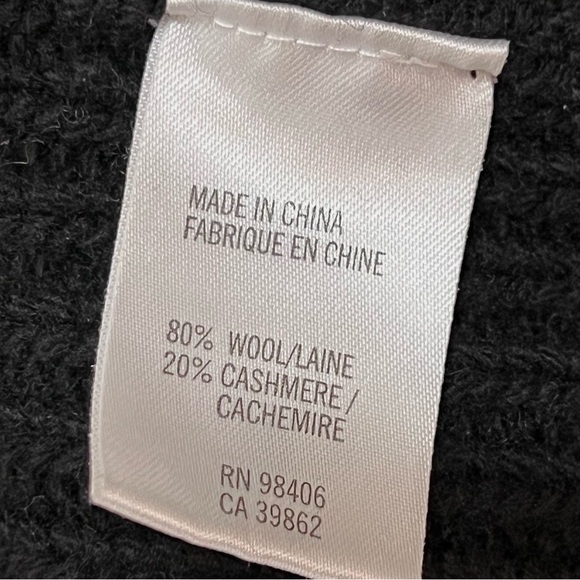 MADE IN CHINA
FABRIQUE EN CHINE
80% WOOL/LAINE
20% CASHMERE/
CACHEMIRE
RN 98406
CA 39862